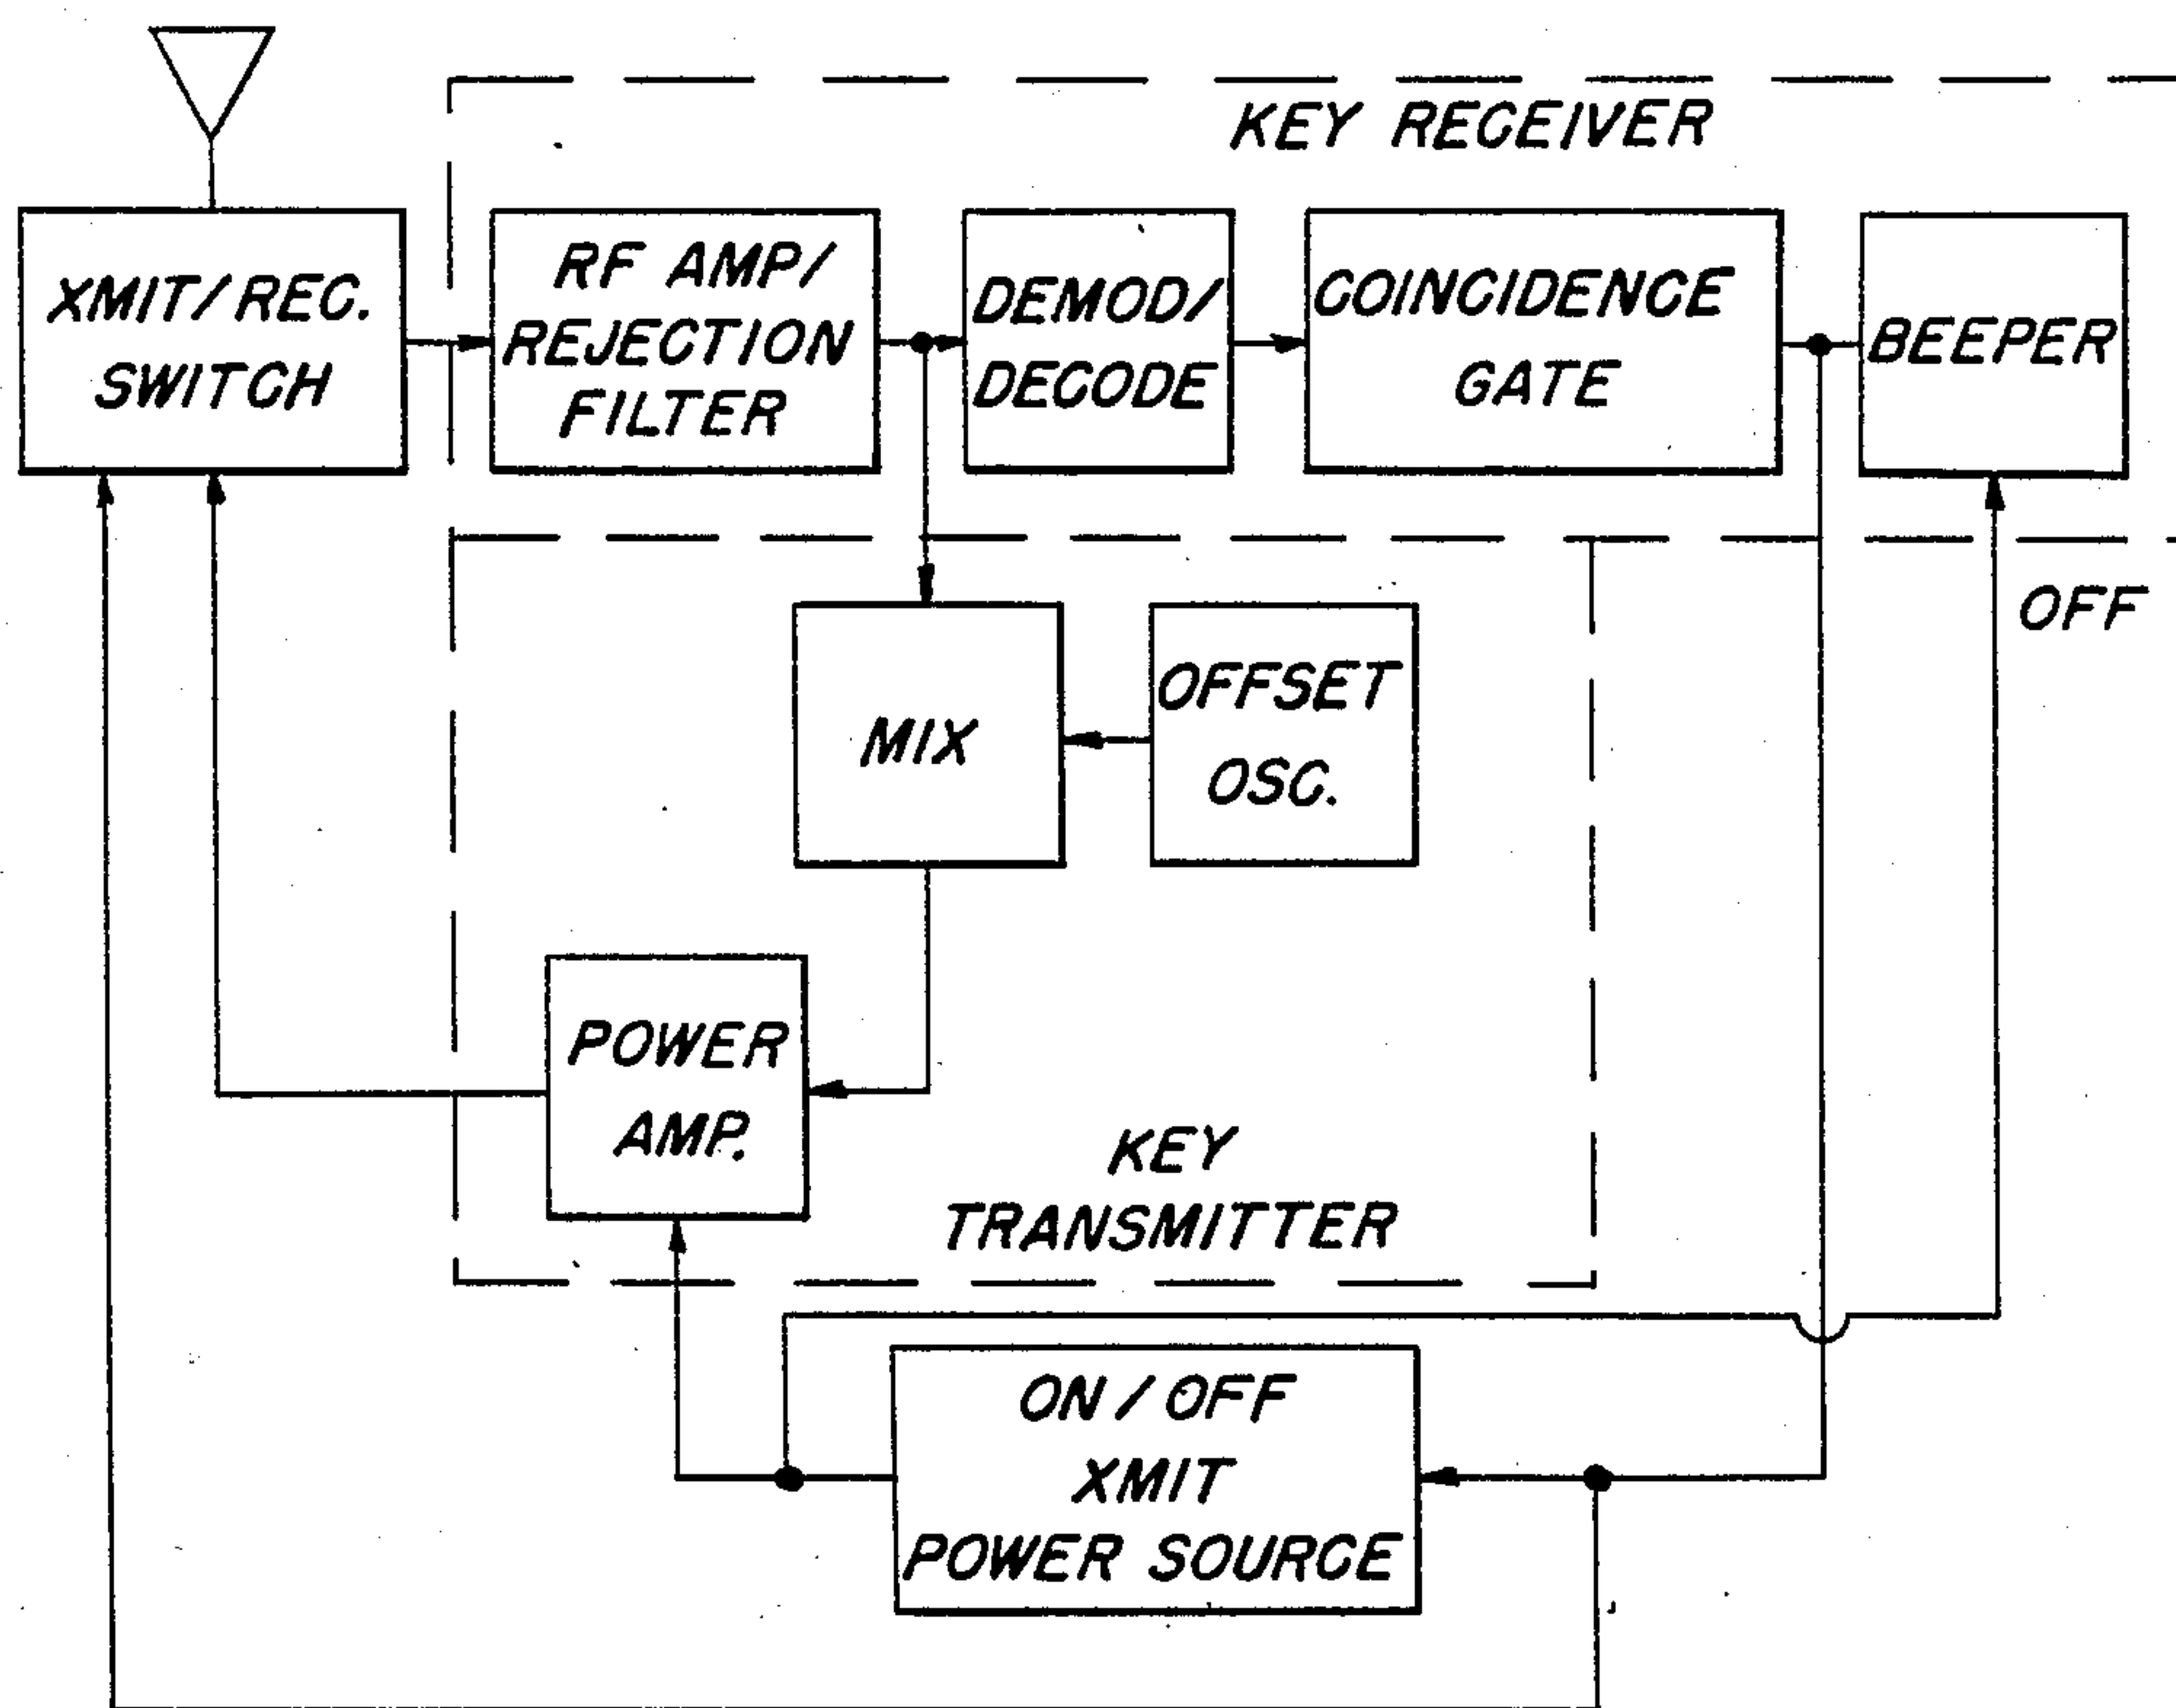 KEY RECEIVER
XMIT/REC.
SWITCH
RF AMP/
REJECTION
FILTER
DEMOD/
DECODE
COINCIDENCE
GATE
BEEPER
OFF
MIX
OFFSET
OSC.
POWER
AMP.
KEY
TRANSMITTER
ON/OFF
XMIT
POWER SOURCE